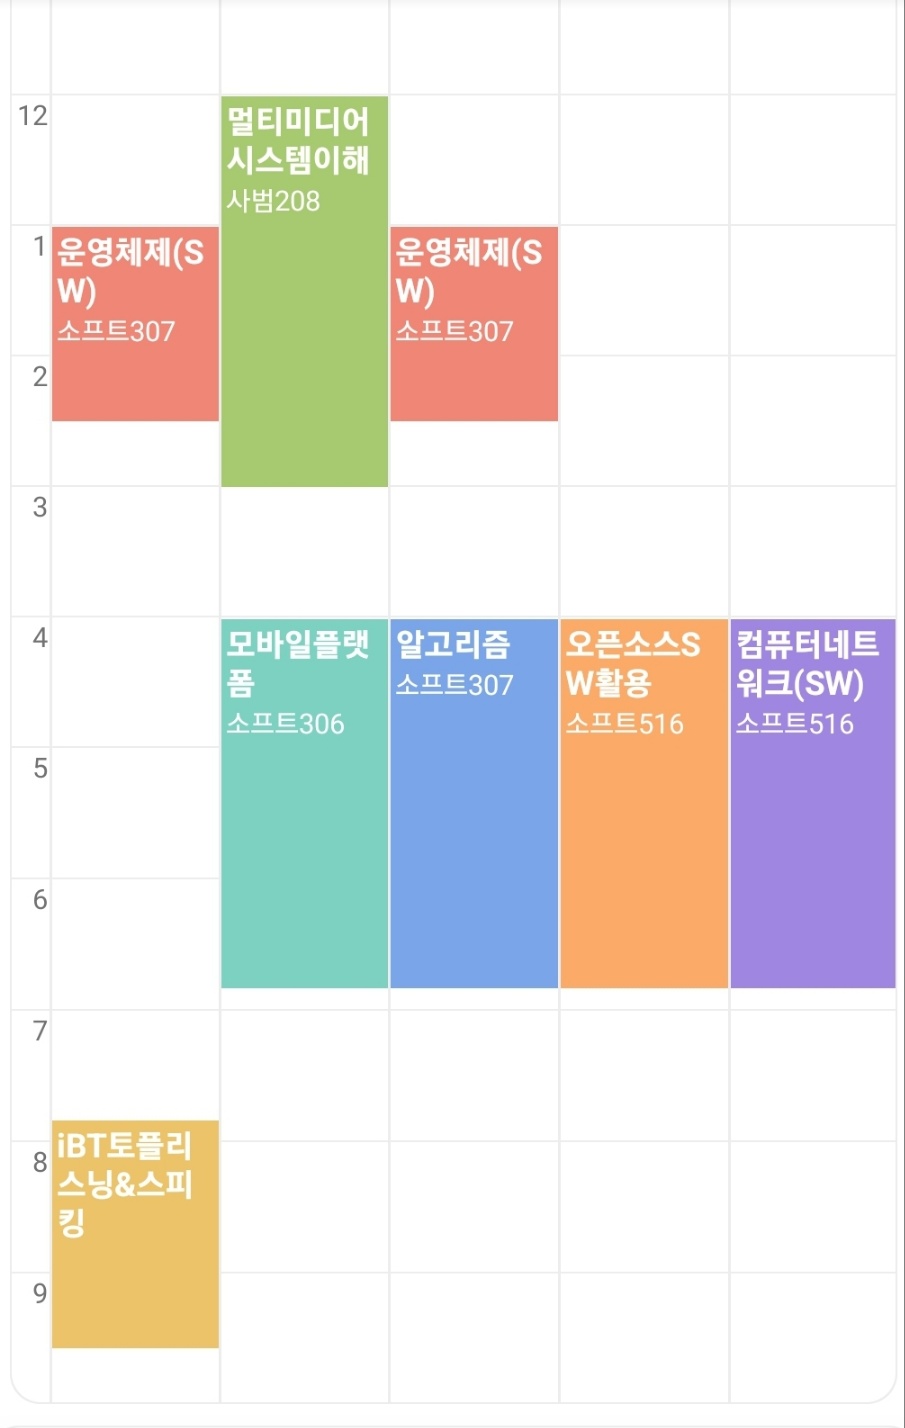 12
멀티미디어
시스템이해
사범208
1
운영체제(S
W)
소프트307
운영체제(S
W)
소프트307
2
3
4
모바일플랫
폼
소프트306
알고리즘
소프트307
오픈소스S
W활용
소프트516
컴퓨터네트
워크(SW)
소프트516
5
6
7
8
iBT토플리
스닝&스피
킹
9